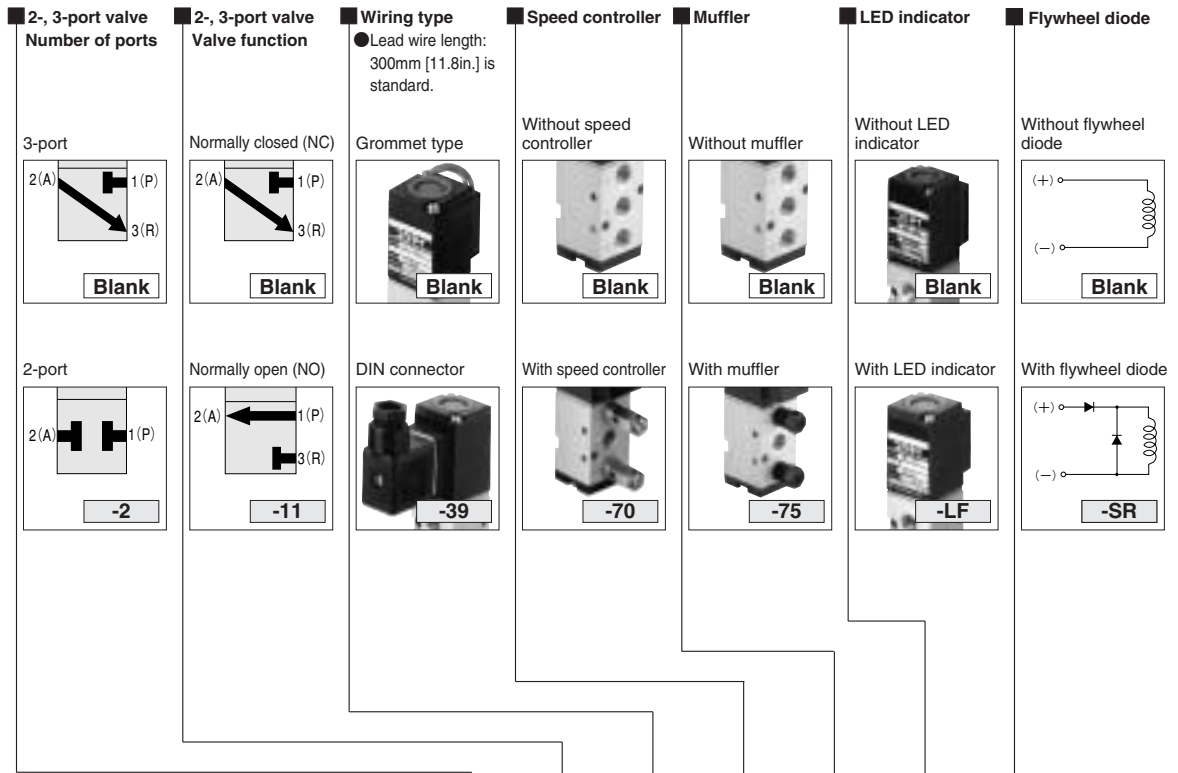 2-, 3-port valve
Number of ports
2-, 3-port valve
Valve function
Wiring type
●Lead wire length:
300mm [11.8in.] is
standard.
Speed controller
Muffler
LED indicator
Flywheel diode
3-port
2(A)
1(P)
3(R)
Blank
Normally closed (NC)
2(A)
1(P)
3(R)
Blank
Grommet type
Blank
Without speed
controller
Blank
Without muffler
Blank
Without LED
indicator
Blank
Without flywheel
diode
(+)
(−)
Blank
2-port
2(A)
1(P)
-2
Normally open (NO)
2(A)
1(P)
3(R)
-11
DIN connector
-39
With speed controller
-70
With muffler
-75
With LED indicator
-LF
With flywheel diode
(+)
(−)
-SR